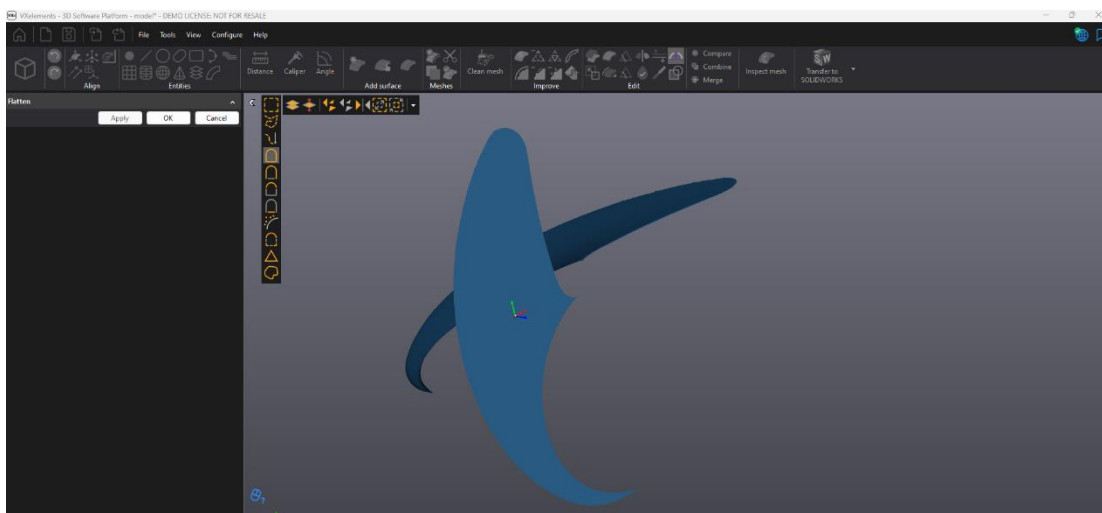 VXelements - 3D Software Platform - model* - DEMO LICENSE: NOT FOR RESALE
File Tools View Configure Help
Align
Entities
Distance Caliper Angle
Add surface
Meshes
Clean mesh
Improve
Edit
Compare
Combine
Merge
Inspect mesh
Transfer to
SOLIDWORKS
Flatten
Apply OK Cancel